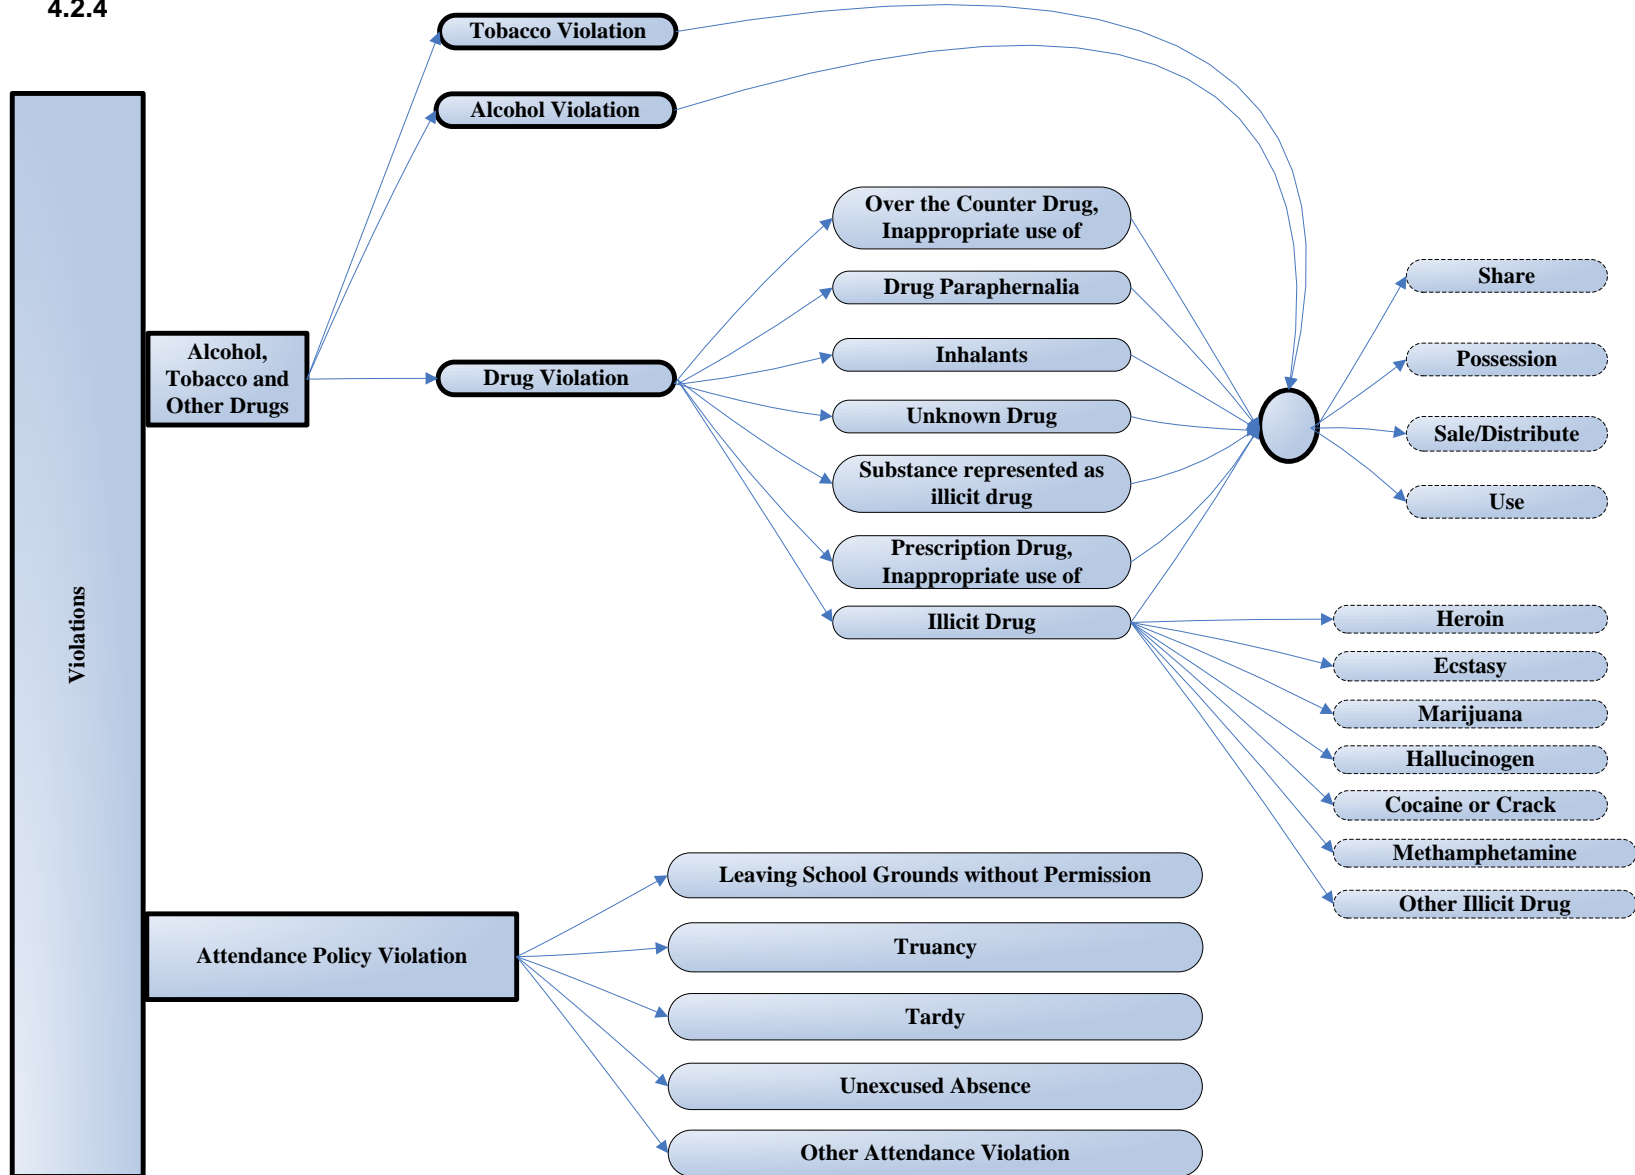 4.2.4
Tobacco Violation
Alcohol Violation
Over the Counter Drug,
Inappropriate use of
Drug Paraphernalia
Inhalants
Unknown Drug
Substance represented as
illicit drug
Prescription Drug,
Inappropriate use of
Illicit Drug
Share
Possession
Sale/Distribute
Use
Alcohol,
Tobacco and
Other Drugs
Drug Violation
Heroin
Ecstasy
Marijuana
Hallucinogen
Cocaine or Crack
Methamphetamine
Other Illicit Drug
Violations
Attendance Policy Violation
Leaving School Grounds without Permission
Truancy
Tardy
Unexcused Absence
Other Attendance Violation